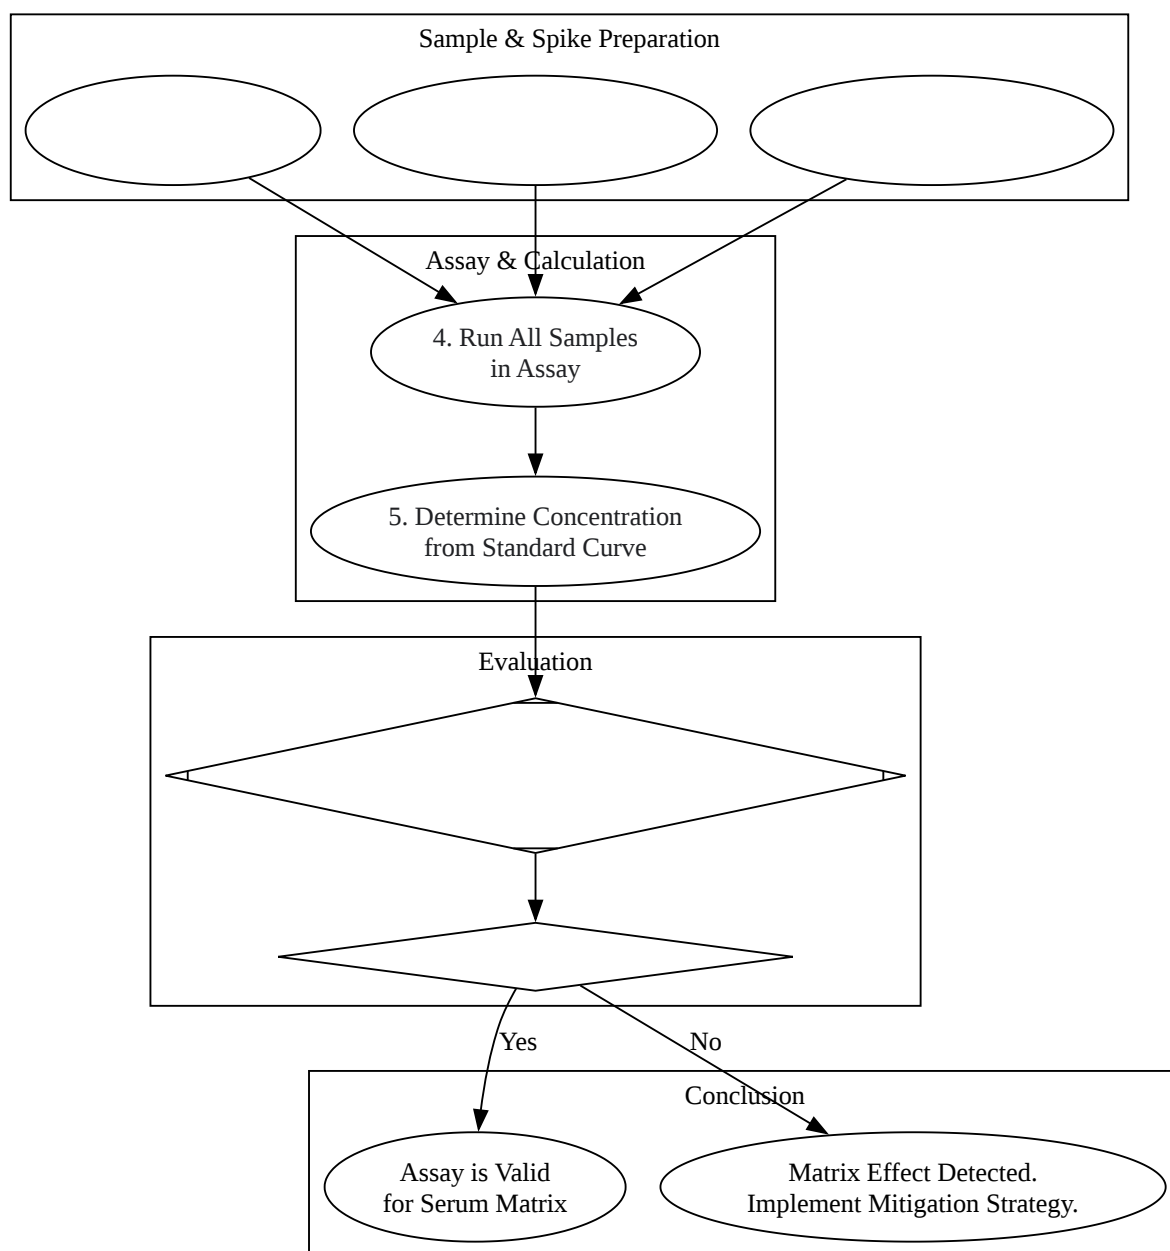 Sample & Spike Preparation
Assay & Calculation
4. Run All Samples
in Assay
5. Determine Concentration
from Standard Curve
Evaluation
Yes
No
Conclusion
Assay is Valid
for Serum Matrix
Matrix Effect Detected.
Implement Mitigation Strategy.